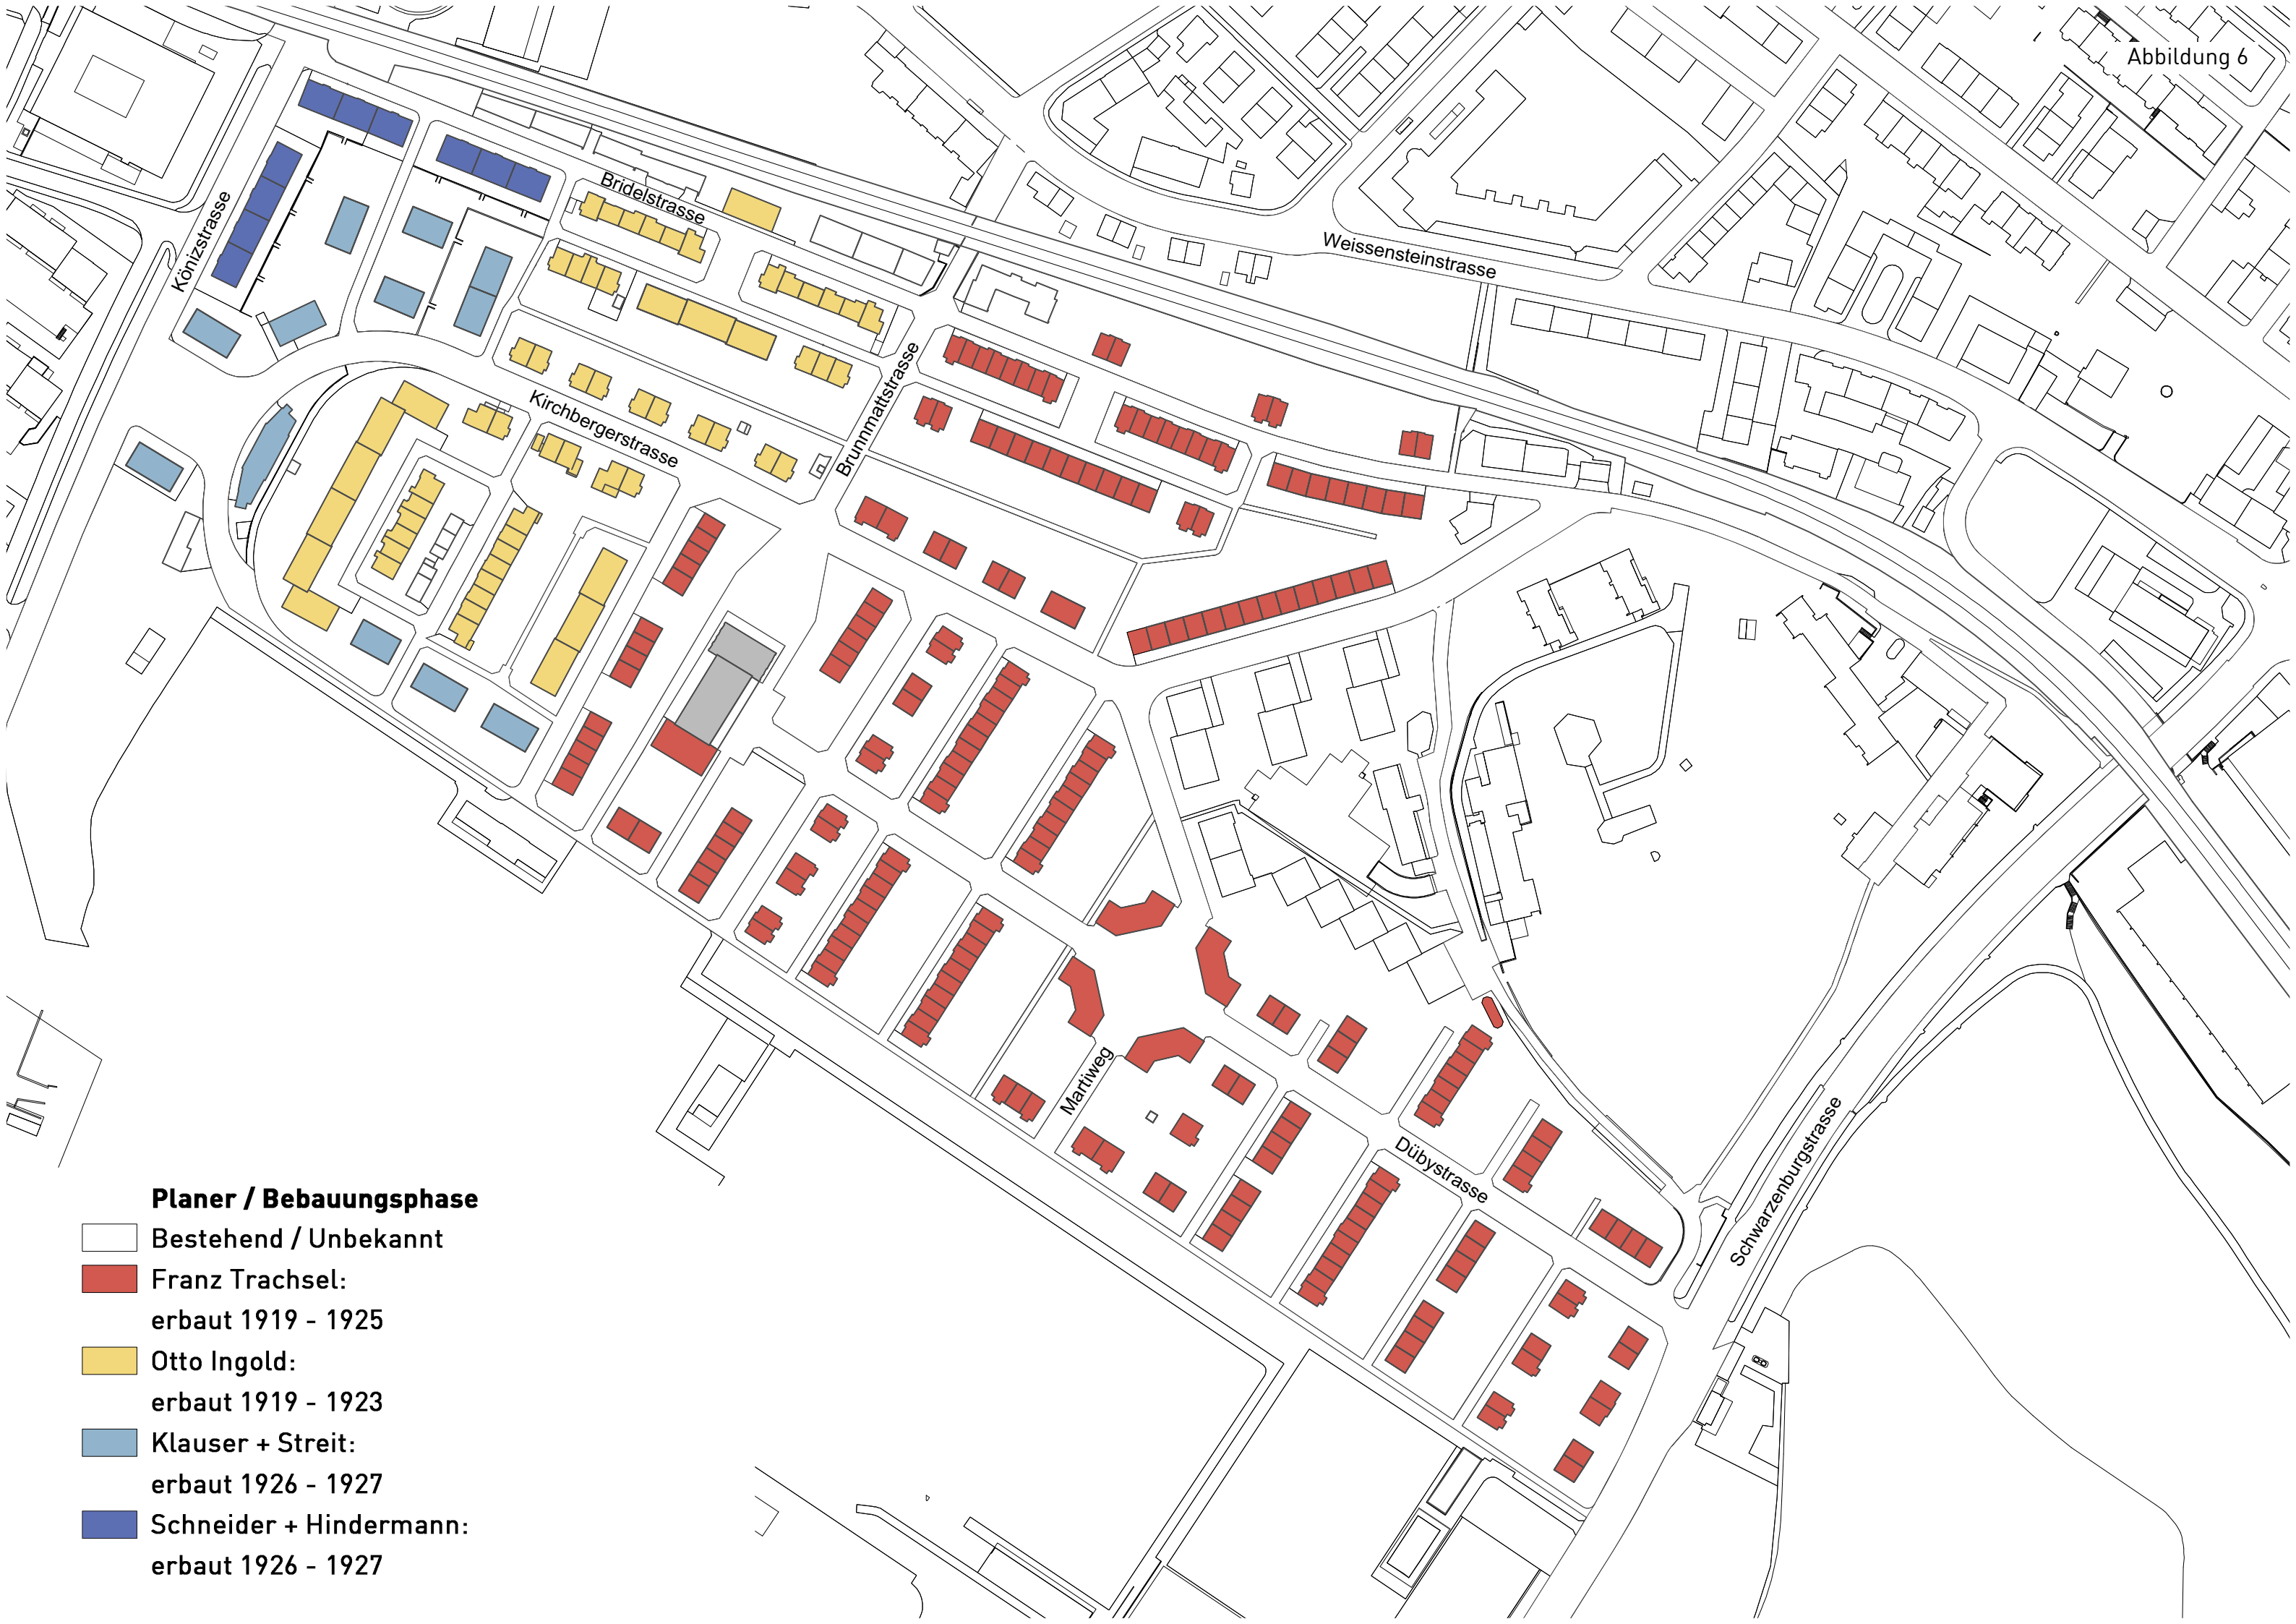 Abbildung 6
Bridelstrasse
Könizstrasse
Weissensteinstrasse
Brunnmattstrasse
Kirchbergerstrasse
Martiweg
Dübystrasse
Schwarzenburgstrasse
Planer / Bebauungsphase
Bestehend / Unbekannt
Franz Trachsel:
erbaut 1919 - 1925
Otto Ingold:
erbaut 1919 - 1923
Klauser + Streit:
erbaut 1926 - 1927
Schneider + Hindermann:
erbaut 1926 - 1927